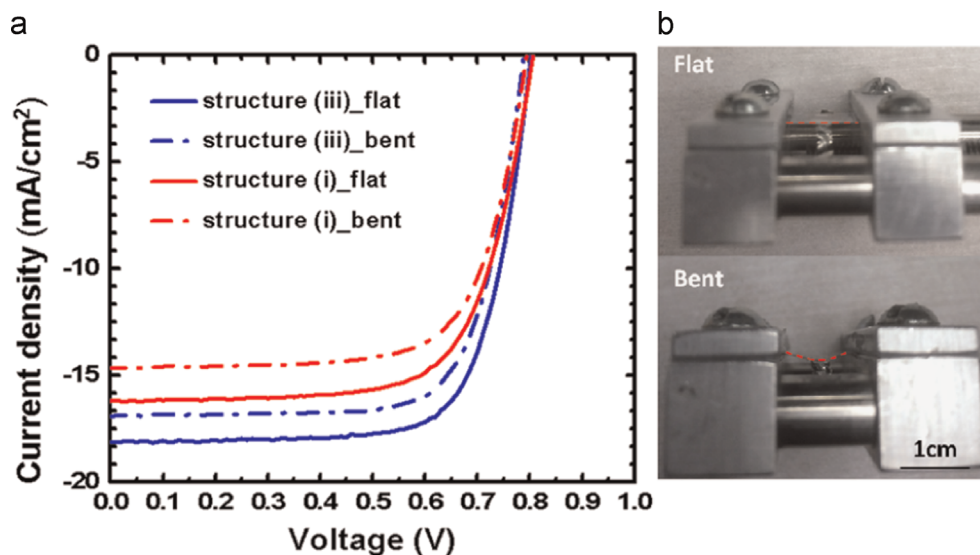 a
Current density (mA/cm²)
0
-5
-10
-15
-20
structure (iii)_flat
structure (iii)_bent
structure (i)_flat
structure (i)_bent
0.0 0.1 0.2 0.3 0.4 0.5 0.6 0.7 0.8 0.9 1.0
Voltage (V)
b
Flat
Bent
1cm